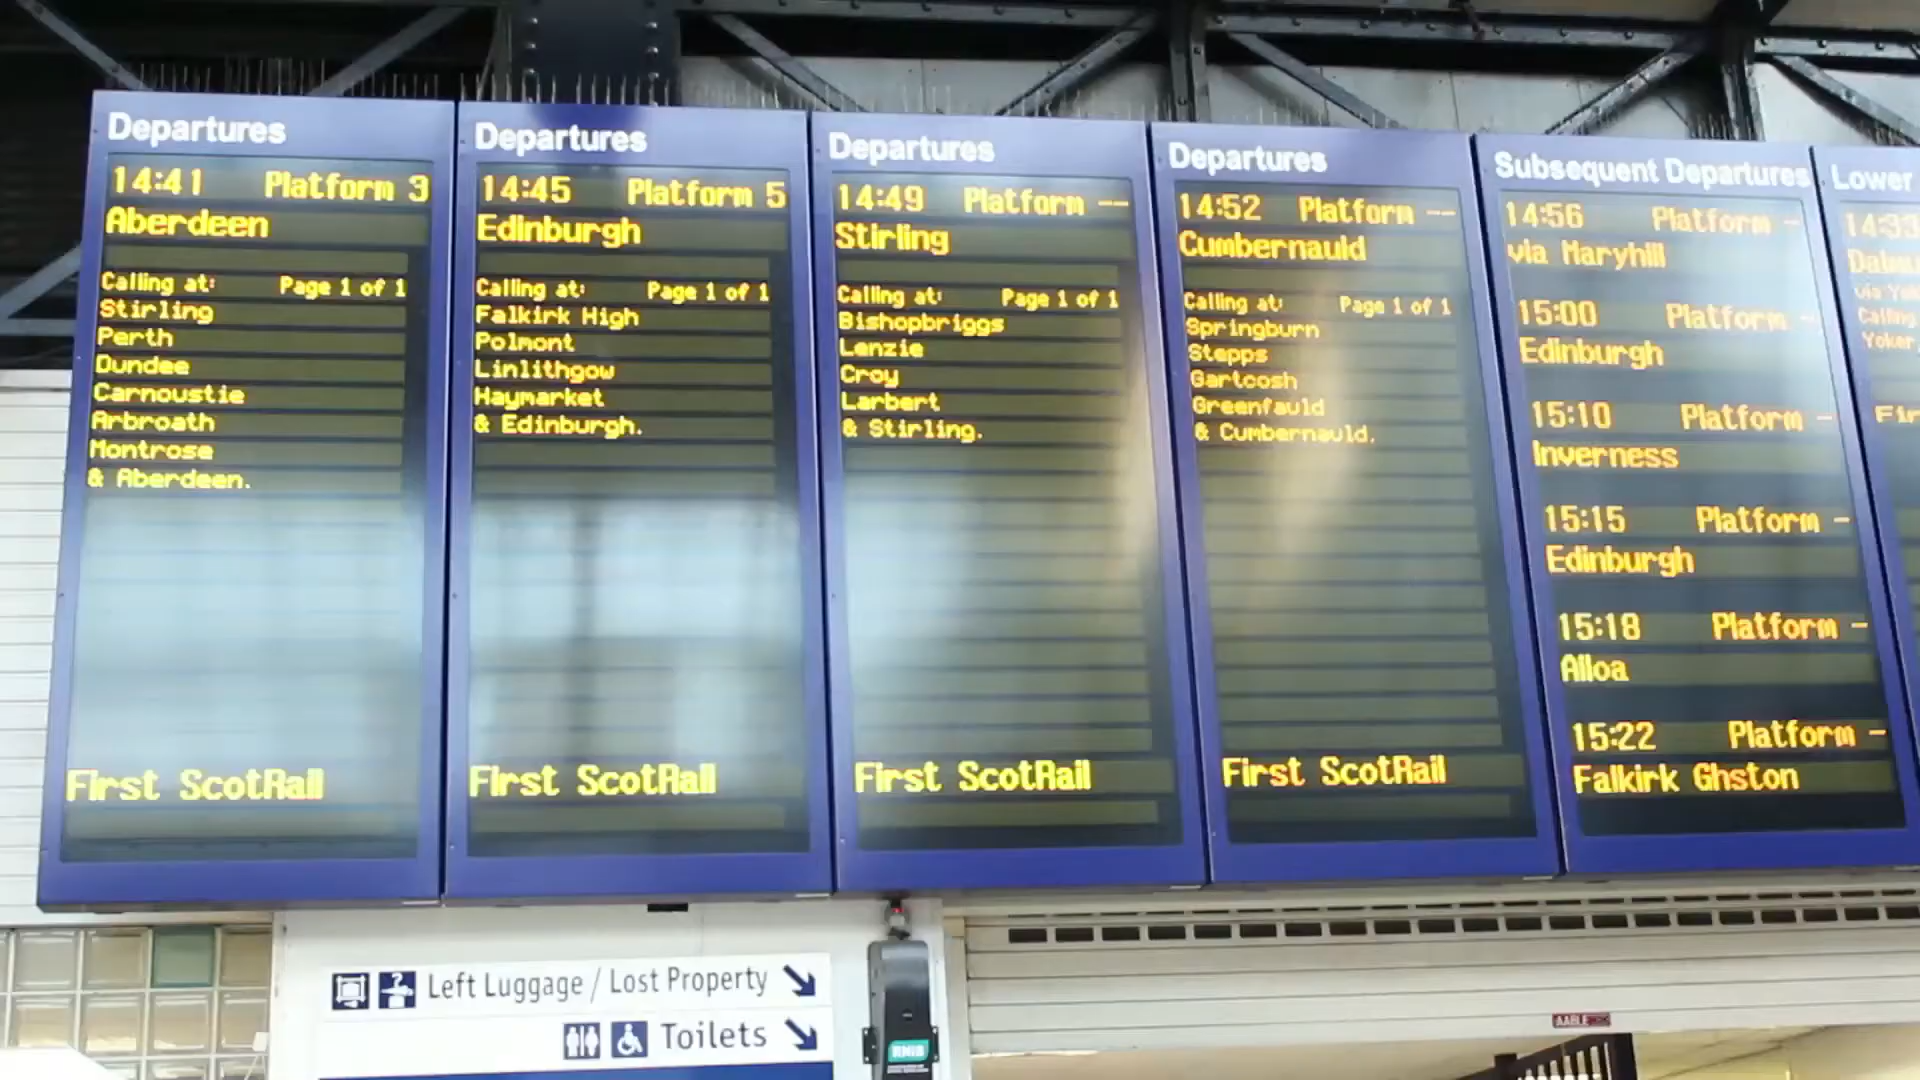 Departures
14:41 Platform 3
Aberdeen
Calling at: Page 1 of 1
Stirling
Perth
Dundee
Carnoustie
Arbroath
Montrose
& Aberdeen.
First ScotRail
Departures
14:45 Platform 5
Edinburgh
Calling at: Page 1 of 1
Falkirk High
Polmont
Linlithgow
Haymarket
& Edinburgh.
First ScotRail
Departures
14:49 Platform --
Stirling
Calling at: Page 1 of 1
Bishopbriggs
Lenzie
Croy
Larbert
& Stirling.
First ScotRail
Departures
14:52 Platform --
Cumbernauld
Calling at: Page 1 of 1
Springburn
Stepps
Gartcosh
Greenfauld
& Cumbernauld.
First ScotRail
Subsequent Departures
14:56 Platform -
via Maryhill
15:00 Platform -
Edinburgh
15:10 Platform -
Inverness
15:15 Platform -
Edinburgh
15:18 Platform -
Alloa
15:22 Platform -
Falkirk Ghston
Lower
14:33
Calling
Yoker
Left Luggage / Lost Property
Toilets
RNIB